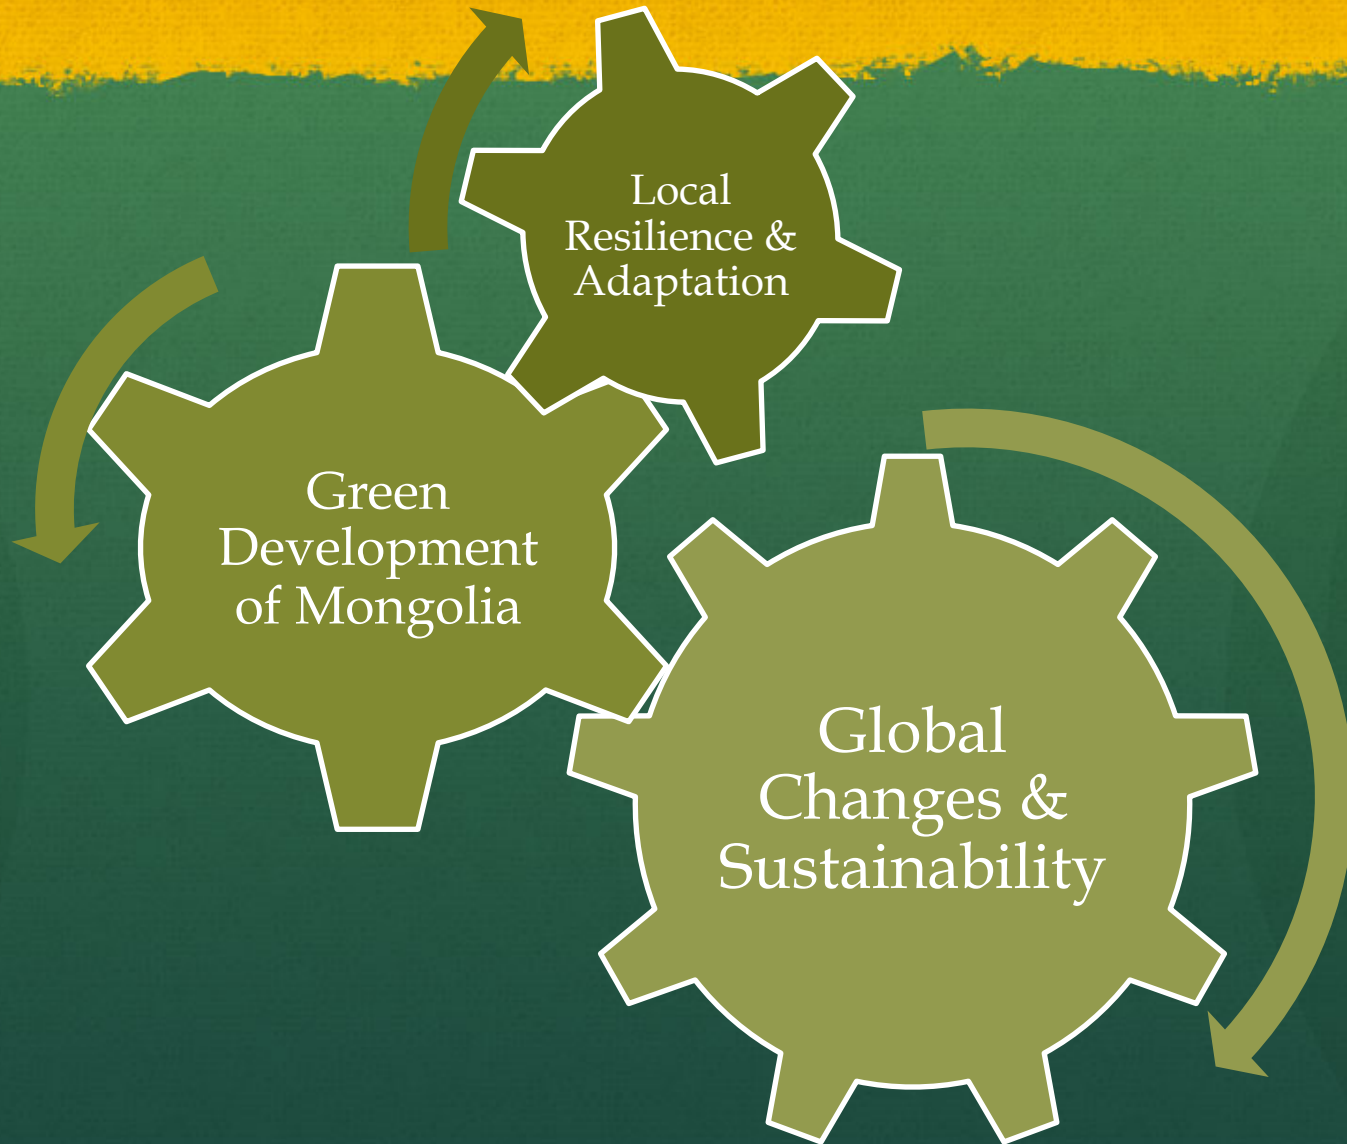 Local
Resilience &
Adaptation
Green
Development
of Mongolia
Global
Changes &
Sustainability